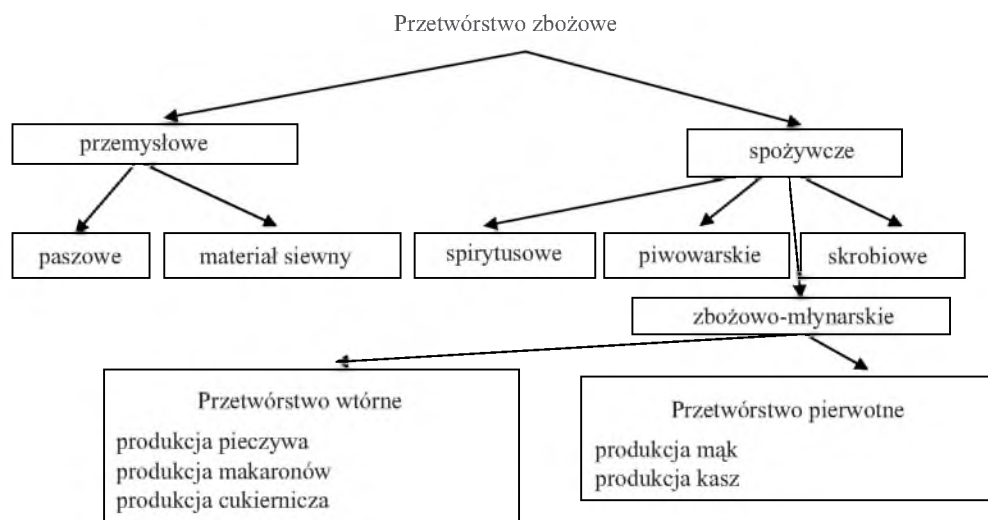 Przetwórstwo zbożowe
przemysłowe
spożywcze
paszowe
materiał siewny
spirytusowe
piwowarskie
skrobiowe
zbożowo-młynarskie
Przetwórstwo wtórne
produkcja pieczywa
produkcja makaronów
produkcja cukiernicza
Przetwórstwo pierwotne
produkcja mąk
produkcja kasz